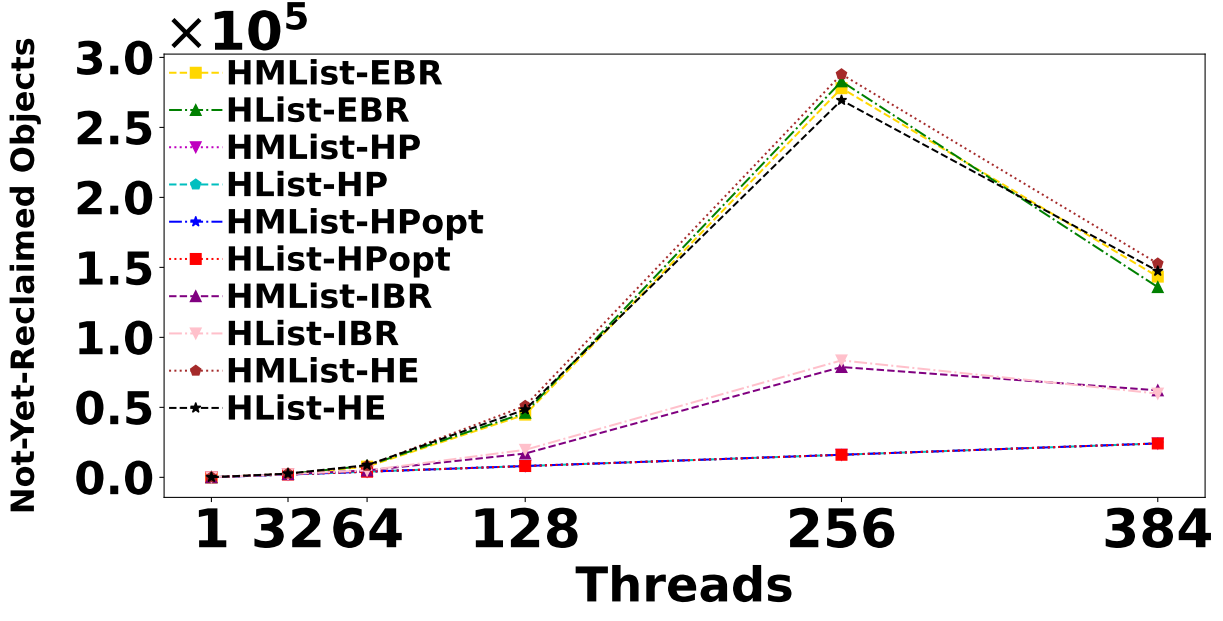 ×10⁵
Not-Yet-Reclaimed Objects
3.0
2.5
2.0
1.5
1.0
0.5
0.0
HMList-EBR
HList-EBR
HMList-HP
HList-HP
HMList-HPopt
HList-HPopt
HMList-IBR
HList-IBR
HMList-HE
HList-HE
1 32 64 128 256 384
Threads